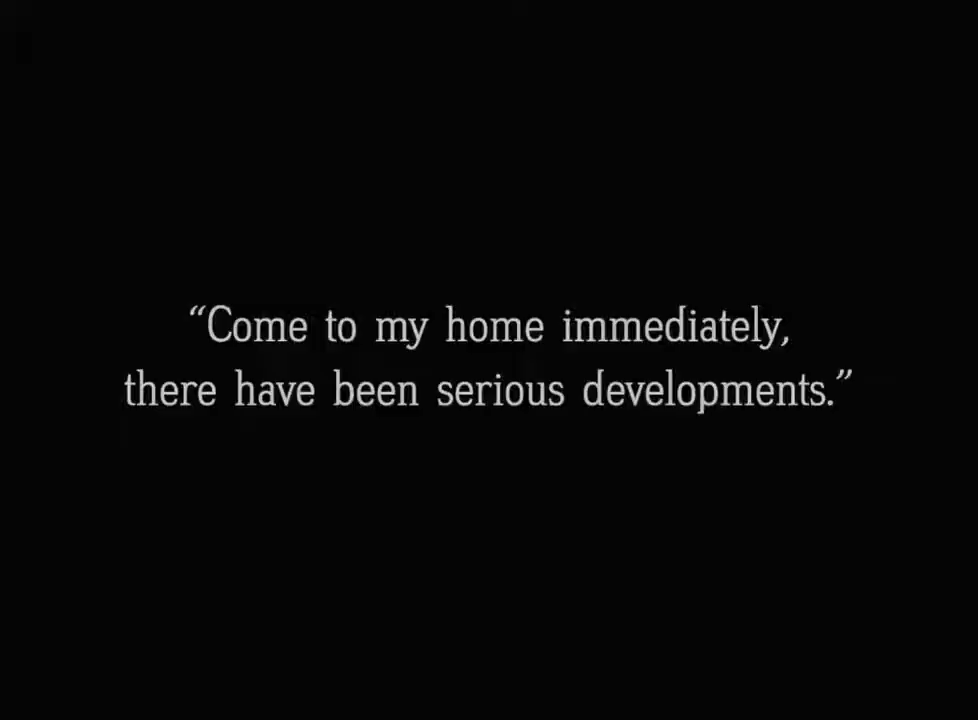 “Come to my home immediately,
there have been serious developments.”